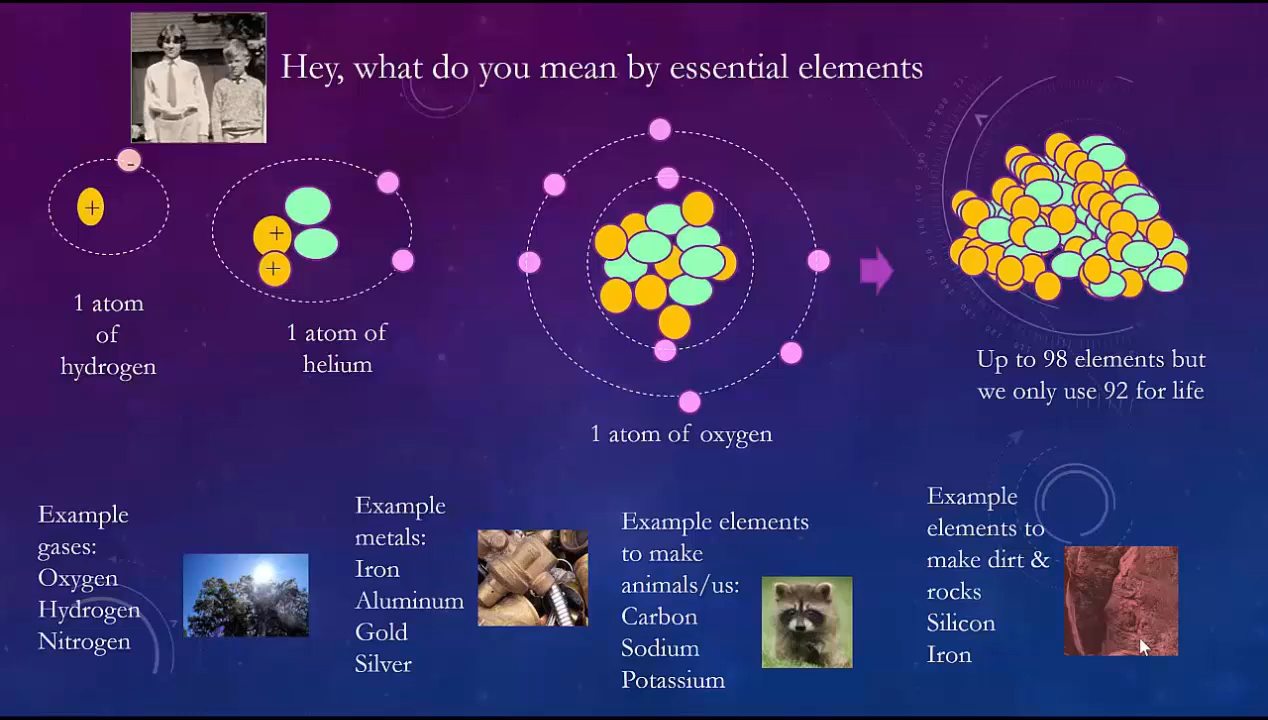 Hey, what do you mean by essential elements
-
+
+
+
1 atom
of
hydrogen
1 atom of
helium
1 atom of oxygen
Up to 98 elements but
we only use 92 for life
Example
gases:
Oxygen
Hydrogen
Nitrogen
Example
metals:
Iron
Aluminum
Gold
Silver
Example elements
to make
animals/us:
Carbon
Sodium
Potassium
Example
elements to
make dirt &
rocks
Silicon
Iron